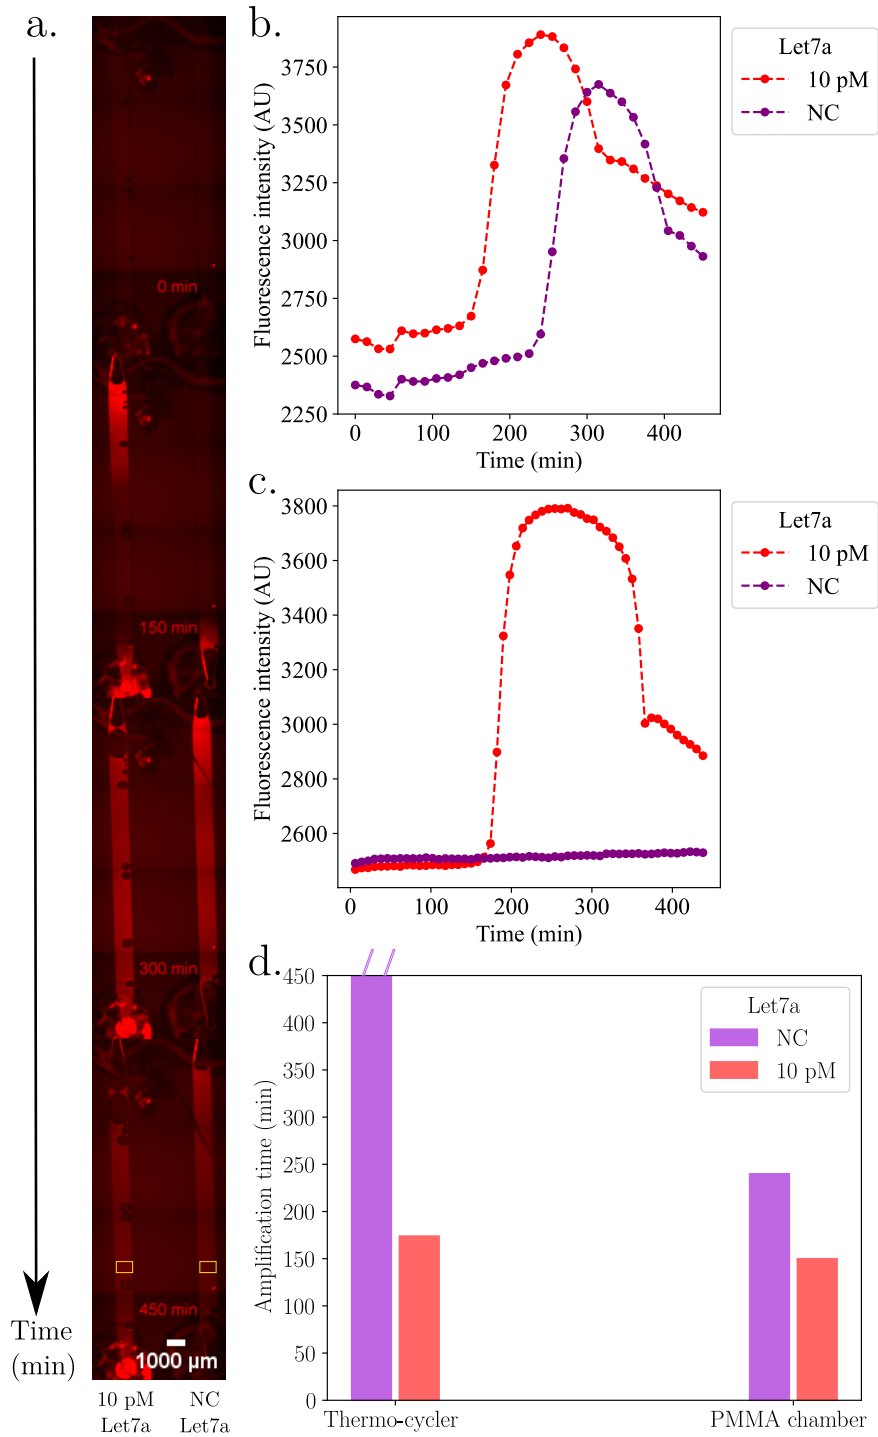 a.
0 min
150 min
300 min
450 min
1000 μm
Time
(min)
10 pM
Let7a
NC
Let7a
b.
Fluorescence intensity (AU)
3750
3500
3250
3000
2750
2500
2250
0
100
200
300
400
Time (min)
Let7a
10 pM
NC
c.
Fluorescence intensity (AU)
3800
3600
3400
3200
3000
2800
2600
0
100
200
300
400
Time (min)
Let7a
10 pM
NC
d.
Amplification time (min)
450
400
350
300
250
200
150
100
50
0
Thermo-cycler
PMMA chamber
Let7a
NC
10 pM